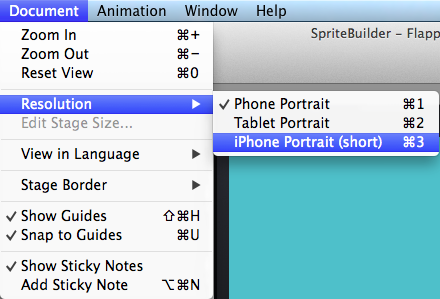 Document Animation Window Help
SpriteBuilder – Flapp
Zoom In ⌘+
Zoom Out ⌘−
Reset View ⌘0
Resolution ▶
✓ Phone Portrait ⌘1
Edit Stage Size...
Tablet Portrait ⌘2
iPhone Portrait (short) ⌘3
View in Language ▶
Stage Border ▶
✓ Show Guides ⇧⌘H
✓ Snap to Guides ⌘U
✓ Show Sticky Notes
Add Sticky Note ⌥⌘N